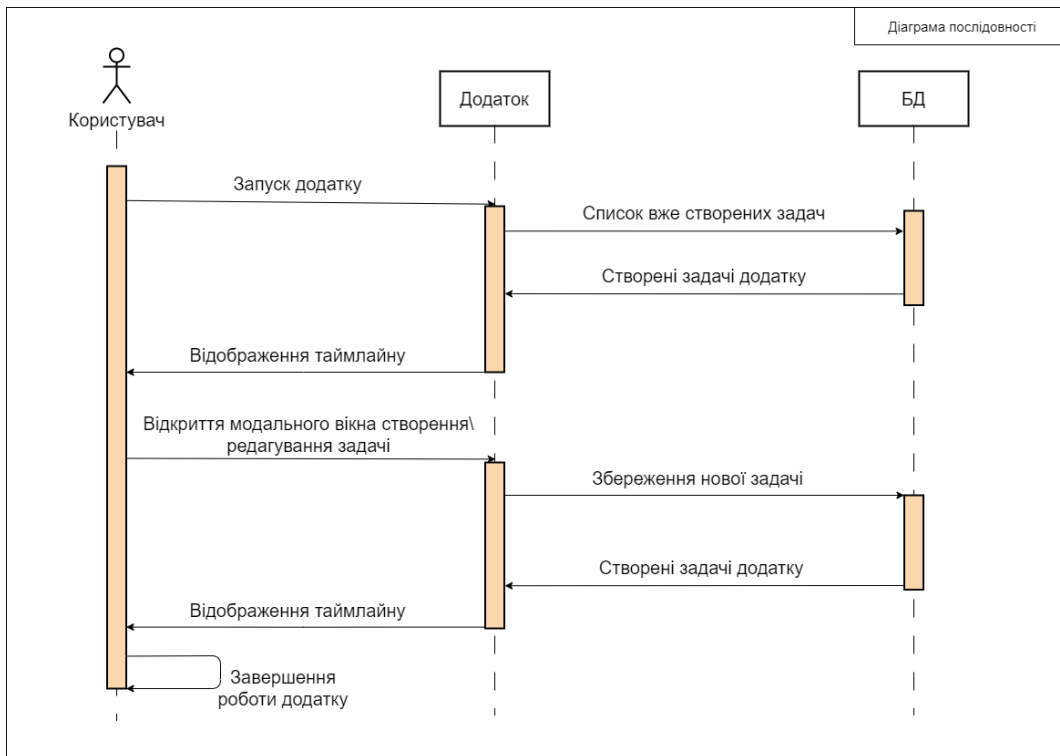 Діаграма послідовності
Користувач
Додаток
БД
Запуск додатку
Список вже створених задач
Створені задачі додатку
Відображення таймлайну
Відкриття модального вікна створення\
редагування задачі
Збереження нової задачі
Створені задачі додатку
Відображення таймлайну
Завершення
роботи додатку